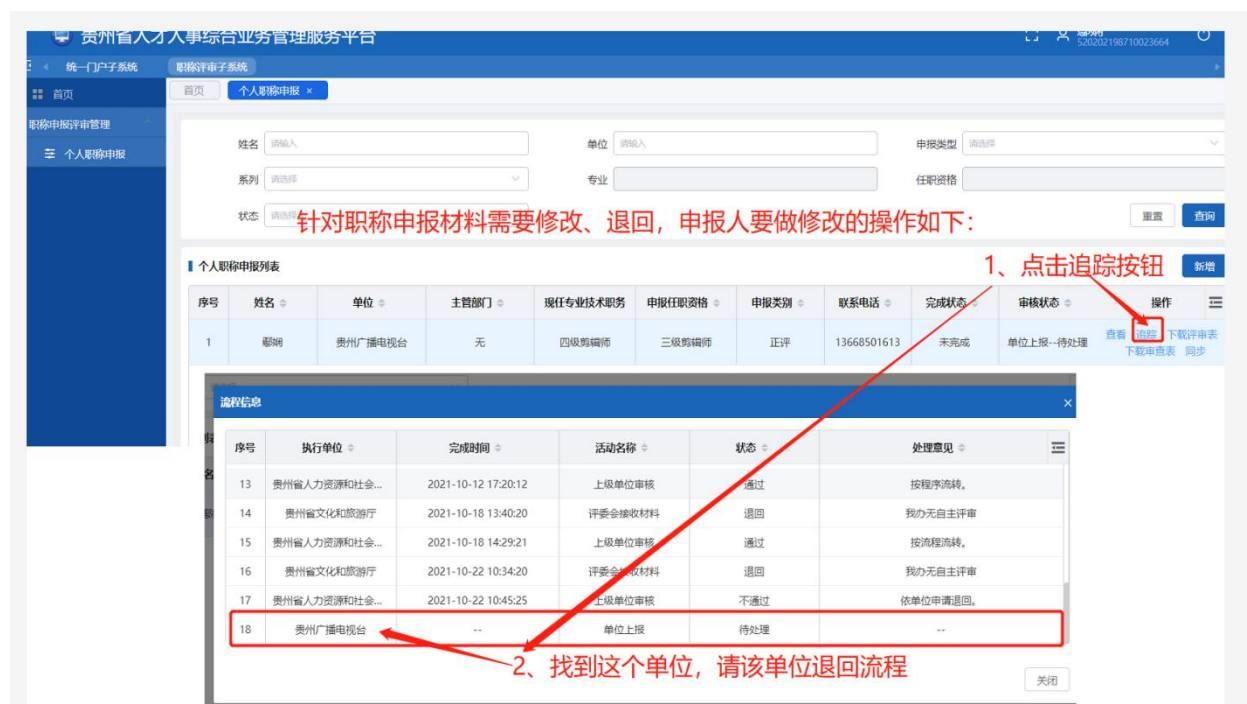 贵州省人才人事综合业务管理服务平台
520202198710023664
统一门户子系统 职称评审子系统
首页 首页 个人职称申报 ×
职称申报评审管理
个人职称申报
姓名 请输入 单位 请输入 申报类型 请选择
系列 请选择 专业 任职资格
状态 请选择 重置 查询
针对职称申报材料需要修改、退回，申报人要做修改的操作如下：
1、点击追踪按钮
个人职称申报列表 新增
序号 姓名 单位 主管部门 现任专业技术职务 申报任职资格 申报类别 联系电话 完成状态 审核状态 操作
1 鄢娴 贵州广播电视台 无 四级剪辑师 三级剪辑师 正评 13668501613 未完成 单位上报--待处理 查看 追踪 下载评审表
下载审查表 同步
流程信息 ×
序号 执行单位 完成时间 活动名称 状态 处理意见
13 贵州省人力资源和社会... 2021-10-12 17:20:12 上级单位审核 通过 按程序流转。
14 贵州省文化和旅游厅 2021-10-18 13:40:20 评委会接收材料 退回 我办无自主评审
15 贵州省人力资源和社会... 2021-10-18 14:29:21 上级单位审核 通过 按流程流转。
16 贵州省文化和旅游厅 2021-10-22 10:34:20 评委会接收材料 退回 我办无自主评审
17 贵州省人力资源和社会... 2021-10-22 10:45:25 上级单位审核 不通过 依单位申请退回。
18 贵州广播电视台 -- 单位上报 待处理 --
2、找到这个单位，请该单位退回流程
关闭